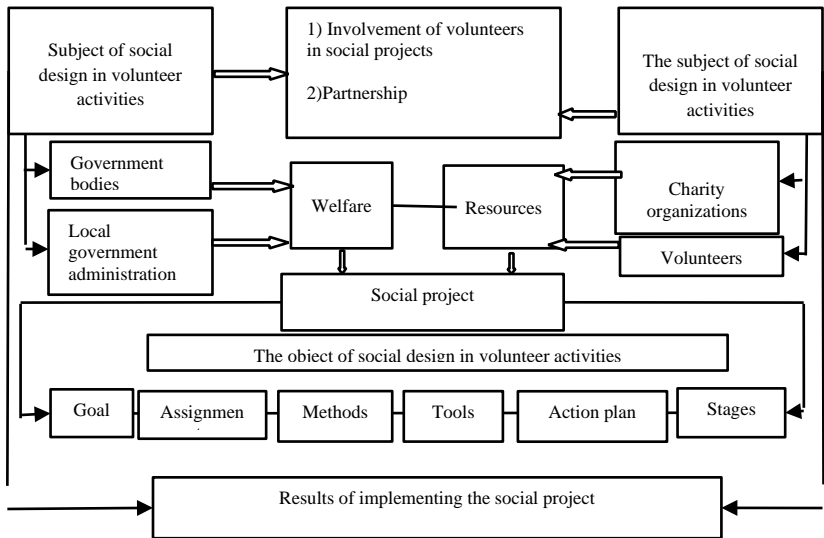 Subject of social
design in volunteer
activities
1) Involvement of volunteers
in social projects
2)Partnership
The subject of social
design in volunteer
activities
Government
bodies
Local
government
administration
Welfare
Resources
Charity
organizations
Volunteers
Social project
The object of social design in volunteer activities
Goal
Assignmen
Methods
Tools
Action plan
Stages
Results of implementing the social project